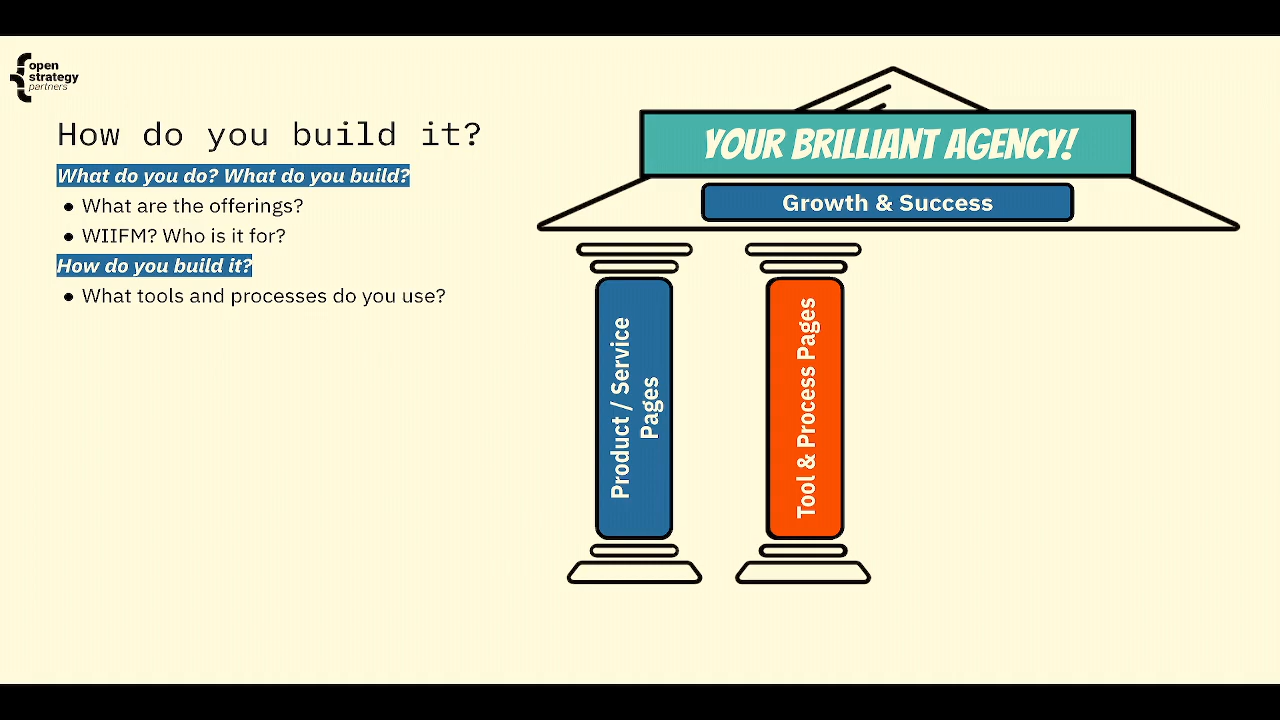 open
strategy
partners
How do you build it?
What do you do? What do you build?
● What are the offerings?
● WIIFM? Who is it for?
How do you build it?
● What tools and processes do you use?
YOUR BRILLIANT AGENCY!
Growth & Success
Product / Service
Pages
Tool & Process Pages